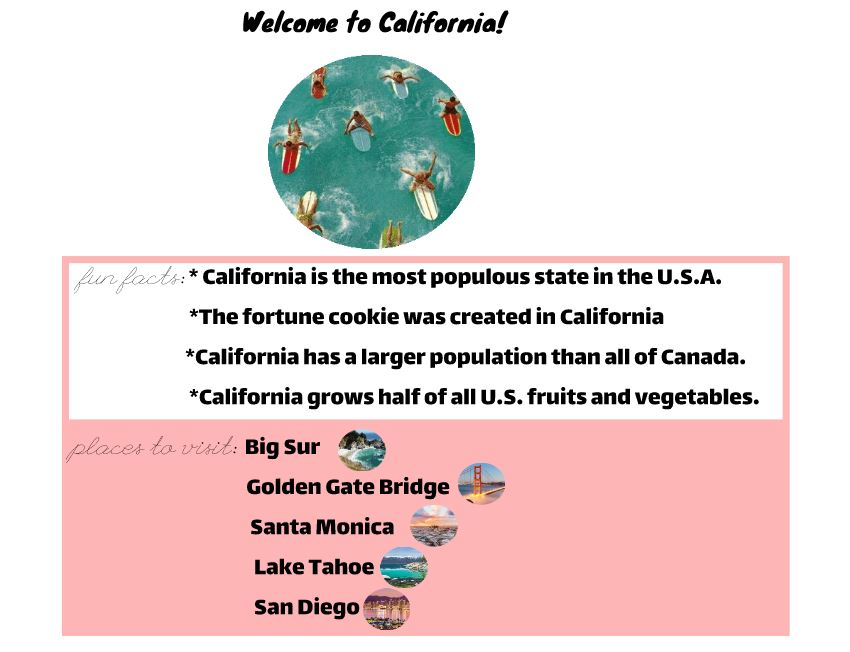 Welcome to California!
fun facts: * California is the most populous state in the U.S.A.
*The fortune cookie was created in California
*California has a larger population than all of Canada.
*California grows half of all U.S. fruits and vegetables.
places to visit: Big Sur
Golden Gate Bridge
Santa Monica
Lake Tahoe
San Diego